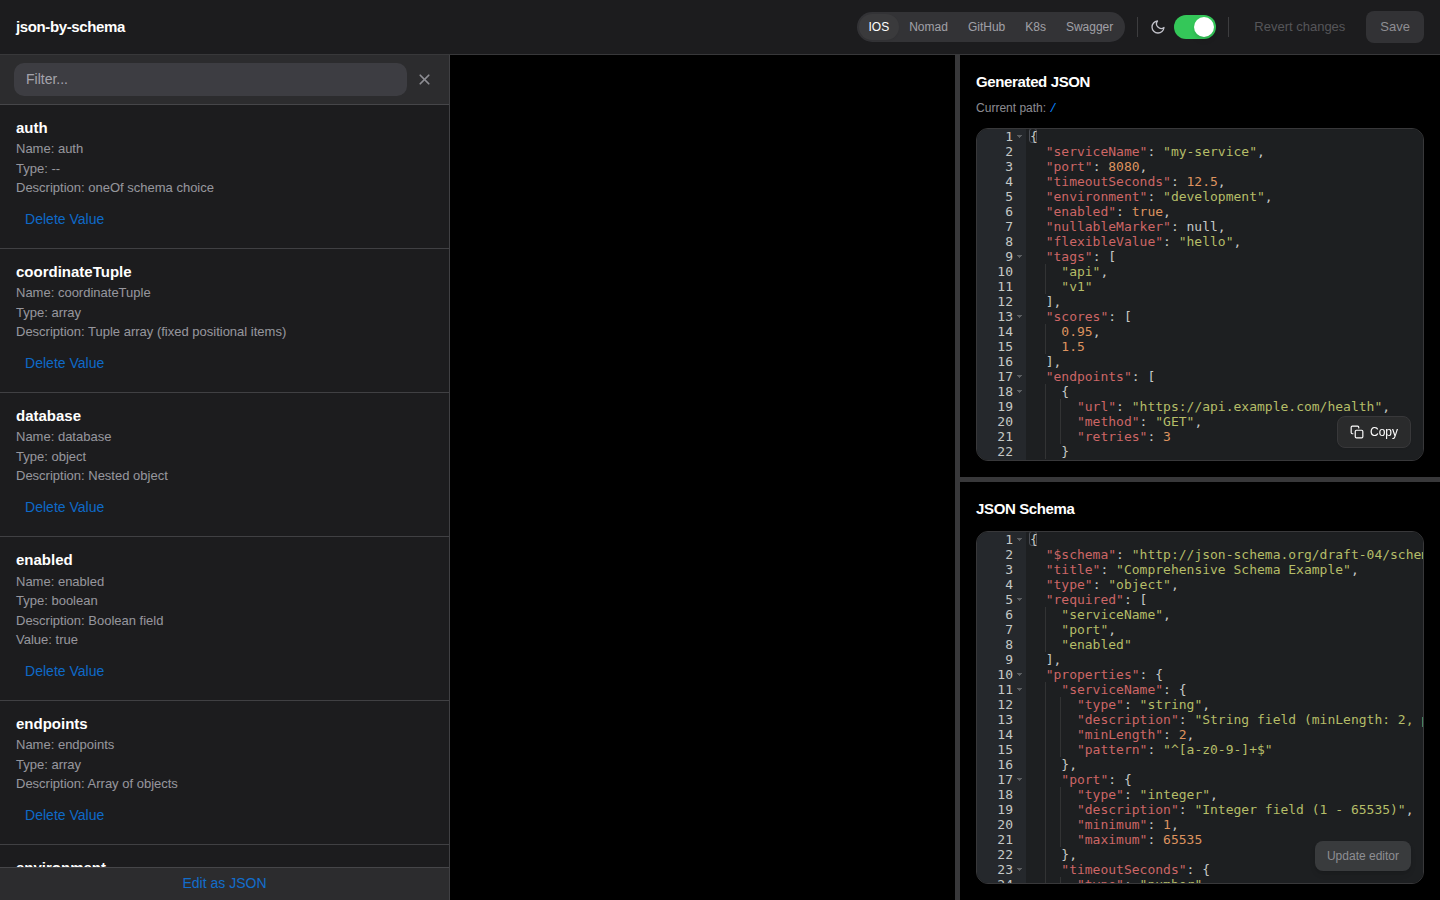 json-by-schema
IOS Nomad GitHub K8s Swagger Revert changes Save
Filter...
auth
Name: auth
Type: --
Description: oneOf schema choice
Delete Value
coordinateTuple
Name: coordinateTuple
Type: array
Description: Tuple array (fixed positional items)
Delete Value
database
Name: database
Type: object
Description: Nested object
Delete Value
enabled
Name: enabled
Type: boolean
Description: Boolean field
Value: true
Delete Value
endpoints
Name: endpoints
Type: array
Description: Array of objects
Delete Value
environment
Edit as JSON
Generated JSON
Current path: /
1 {
2 "serviceName": "my-service",
3 "port": 8080,
4 "timeoutSeconds": 12.5,
5 "environment": "development",
6 "enabled": true,
7 "nullableMarker": null,
8 "flexibleValue": "hello",
9 "tags": [
10 "api",
11 "v1"
12 ],
13 "scores": [
14 0.95,
15 1.5
16 ],
17 "endpoints": [
18 {
19 "url": "https://api.example.com/health",
20 "method": "GET",
21 "retries": 3
22 }
Copy
JSON Schema
1 {
2 "$schema": "http://json-schema.org/draft-04/schem
3 "title": "Comprehensive Schema Example",
4 "type": "object",
5 "required": [
6 "serviceName",
7 "port",
8 "enabled"
9 ],
10 "properties": {
11 "serviceName": {
12 "type": "string",
13 "description": "String field (minLength: 2, p
14 "minLength": 2,
15 "pattern": "^[a-z0-9-]+$"
16 },
17 "port": {
18 "type": "integer",
19 "description": "Integer field (1 - 65535)",
20 "minimum": 1,
21 "maximum": 65535
22 },
23 "timeoutSeconds": {
24 "type": "number",
Update editor